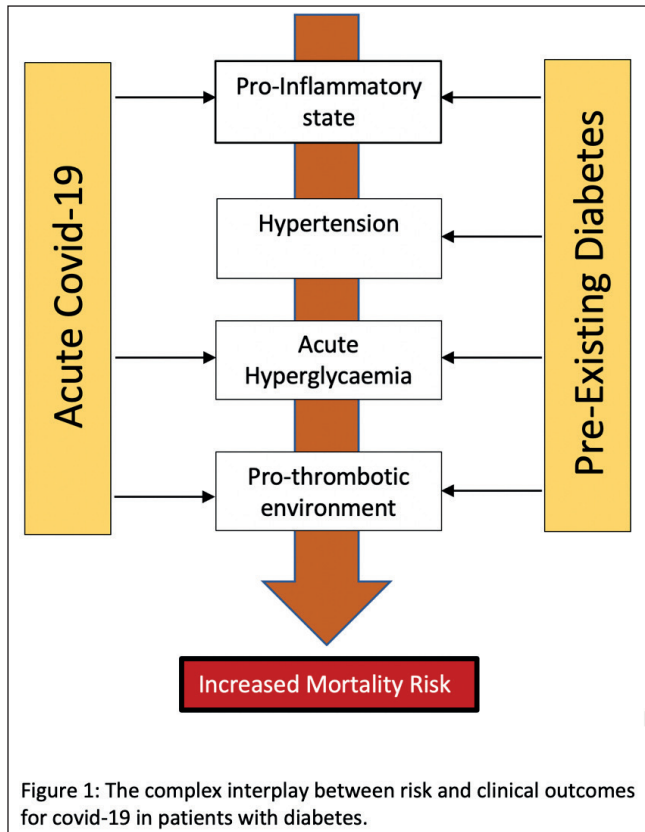 Acute Covid-19
Pro-Inflammatory
state
Hypertension
Acute
Hyperglycaemia
Pro-thrombotic
environment
Pre-Existing Diabetes
Increased Mortality Risk
Figure 1: The complex interplay between risk and clinical outcomes
for covid-19 in patients with diabetes.